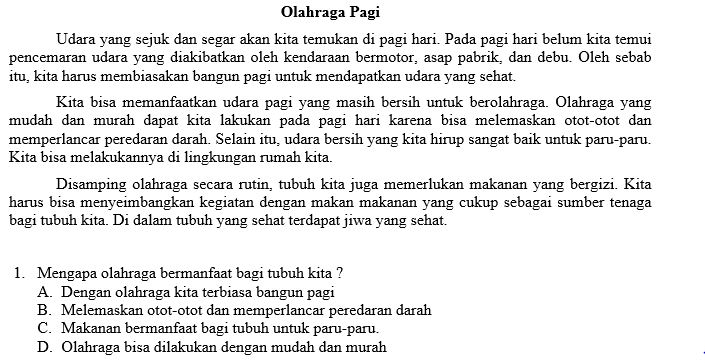 Olahraga Pagi
Udara yang sejuk dan segar akan kita temukan di pagi hari. Pada pagi hari belum kita temui
pencemaran udara yang diakibatkan oleh kendaraan bermotor, asap pabrik, dan debu. Oleh sebab
itu, kita harus membiasakan bangun pagi untuk mendapatkan udara yang sehat.
Kita bisa memanfaatkan udara pagi yang masih bersih untuk berolahraga. Olahraga yang
mudah dan murah dapat kita lakukan pada pagi hari karena bisa melemaskan otot-otot dan
memperlancar peredaran darah. Selain itu, udara bersih yang kita hirup sangat baik untuk paru-paru.
Kita bisa melakukannya di lingkungan rumah kita.
Disamping olahraga secara rutin, tubuh kita juga memerlukan makanan yang bergizi. Kita
harus bisa menyeimbangkan kegiatan dengan makan makanan yang cukup sebagai sumber tenaga
bagi tubuh kita. Di dalam tubuh yang sehat terdapat jiwa yang sehat.
1. Mengapa olahraga bermanfaat bagi tubuh kita ?
A. Dengan olahraga kita terbiasa bangun pagi
B. Melemaskan otot-otot dan memperlancar peredaran darah
C. Makanan bermanfaat bagi tubuh untuk paru-paru.
D. Olahraga bisa dilakukan dengan mudah dan murah